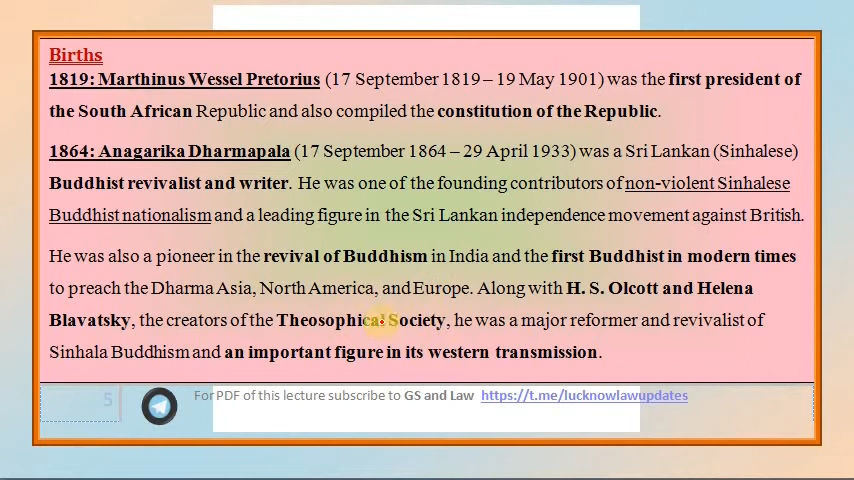 Births
1819: Marthinus Wessel Pretorius (17 September 1819 – 19 May 1901) was the first president of
the South African Republic and also compiled the constitution of the Republic.
1864: Anagarika Dharmapala (17 September 1864 – 29 April 1933) was a Sri Lankan (Sinhalese)
Buddhist revivalist and writer. He was one of the founding contributors of non-violent Sinhalese
Buddhist nationalism and a leading figure in the Sri Lankan independence movement against British.
He was also a pioneer in the revival of Buddhism in India and the first Buddhist in modern times
to preach the Dharma Asia, North America, and Europe. Along with H. S. Olcott and Helena
Blavatsky, the creators of the Theosophical Society, he was a major reformer and revivalist of
Sinhala Buddhism and an important figure in its western transmission.
5 For PDF of this lecture subscribe to GS and Law https://t.me/lucknowlawupdates